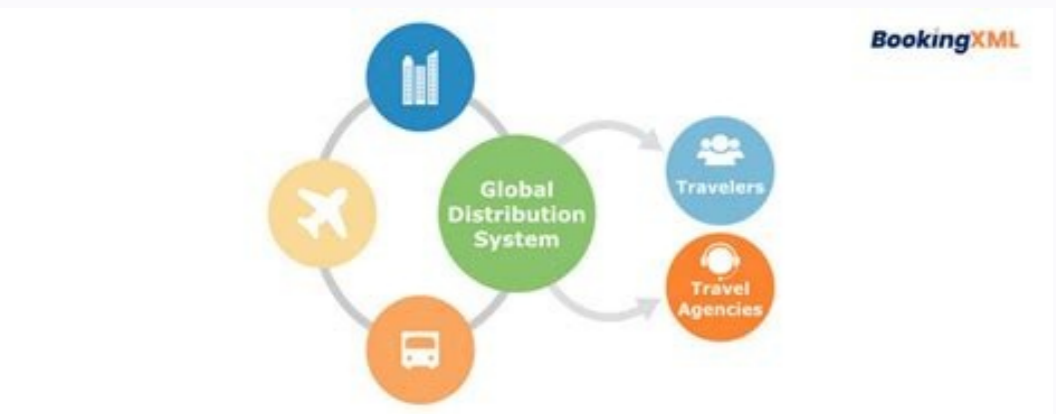 BookingXML
Global
Distribution
System
Travelers
Travel
Agencies